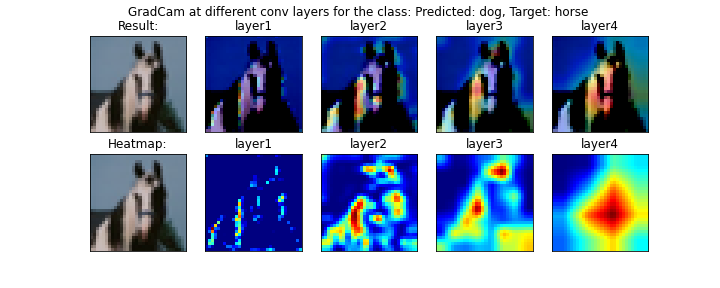 GradCam at different conv layers for the class: Predicted: dog, Target: horse
Result: layer1 layer2 layer3 layer4
Heatmap: layer1 layer2 layer3 layer4